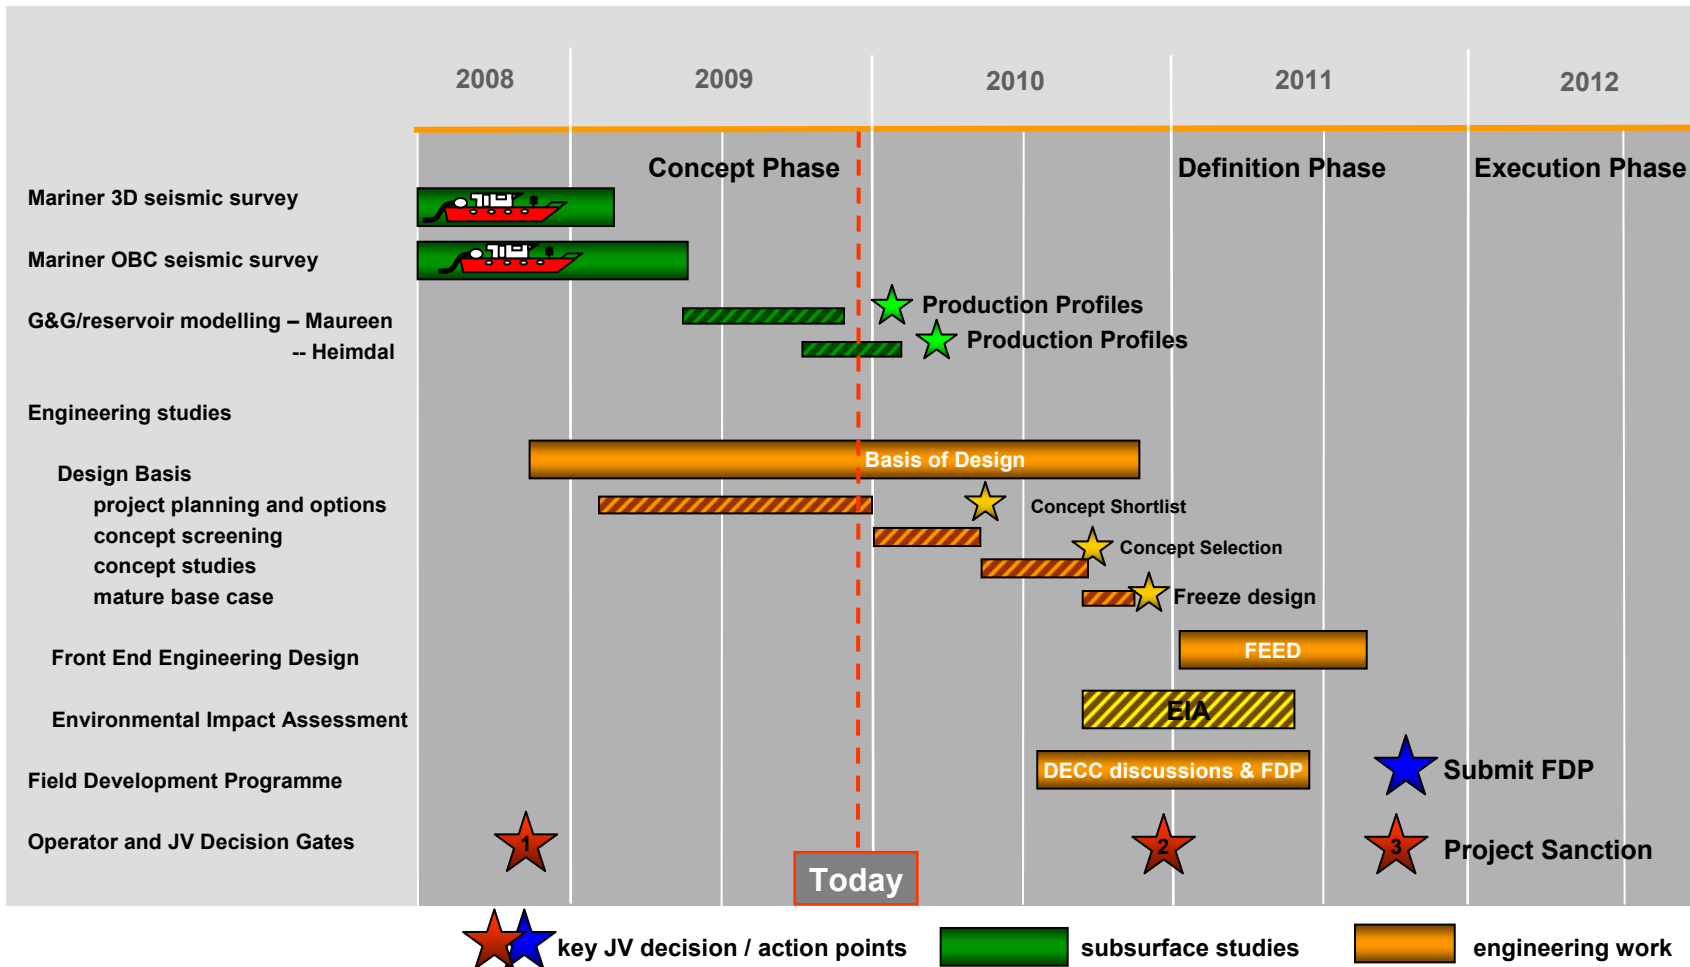 2008 2009 2010 2011 2012
Concept Phase Definition Phase Execution Phase
Mariner 3D seismic survey
Mariner OBC seismic survey
G&G/reservoir modelling – Maureen Production Profiles
-- Heimdal Production Profiles
Engineering studies
Basis of Design
Design Basis
project planning and options Concept Shortlist
concept screening Concept Selection
concept studies
mature base case Freeze design
Front End Engineering Design FEED
Environmental Impact Assessment EIA
Field Development Programme DECC discussions & FDP Submit FDP
Operator and JV Decision Gates 1 2 3 Project Sanction
Today
key JV decision / action points subsurface studies engineering work